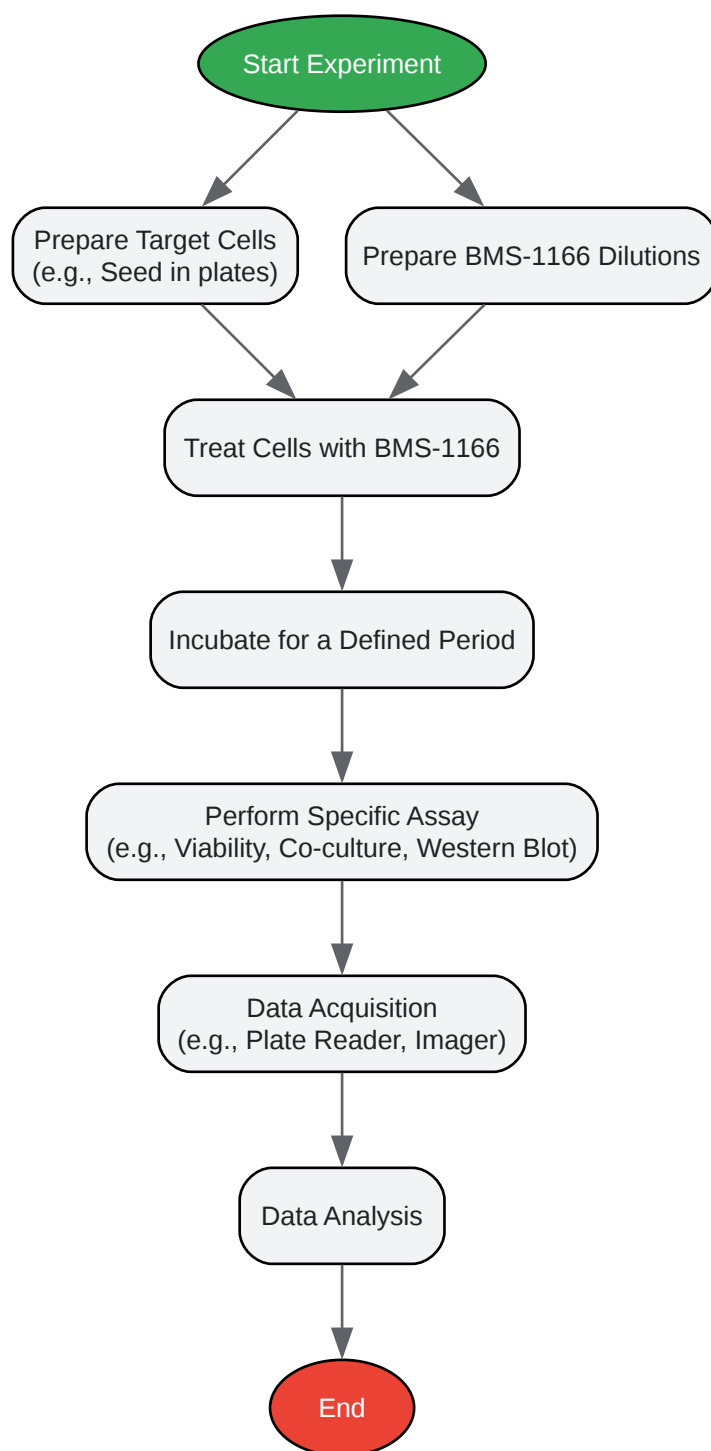 Start Experiment
Prepare Target Cells
(e.g., Seed in plates)
Prepare BMS-1166 Dilutions
Treat Cells with BMS-1166
Incubate for a Defined Period
Perform Specific Assay
(e.g., Viability, Co-culture, Western Blot)
Data Acquisition
(e.g., Plate Reader, Imager)
Data Analysis
End